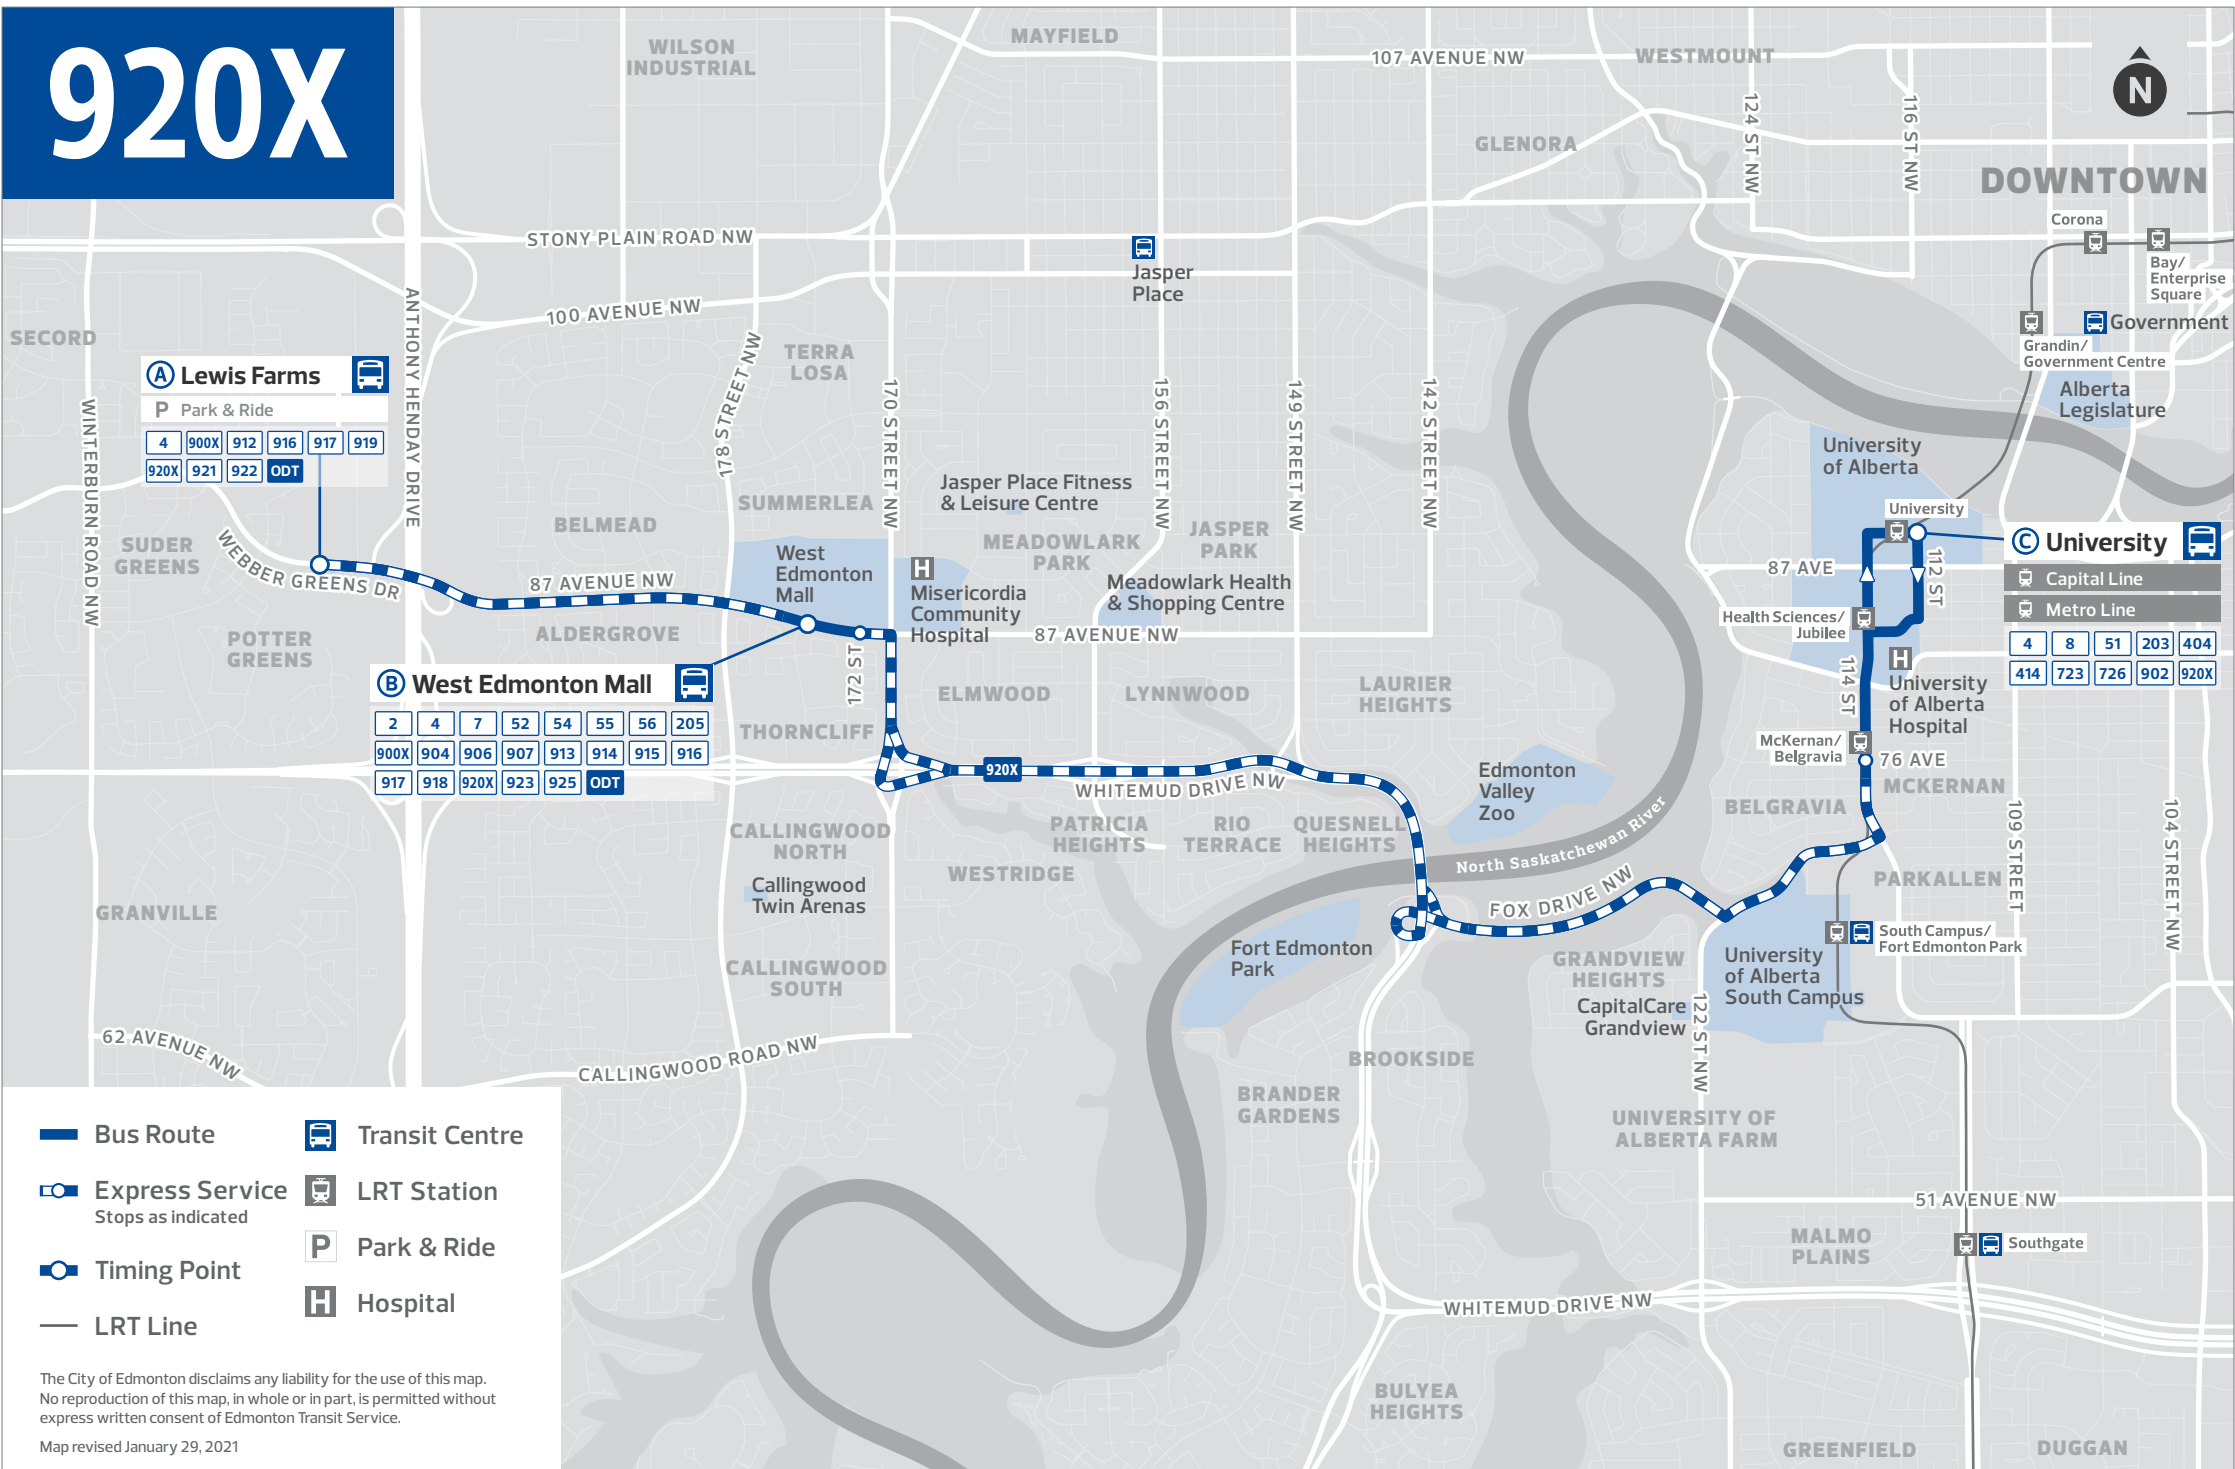 920X
WILSON
INDUSTRIAL
MAYFIELD
107 AVENUE NW
WESTMOUNT
N
GLENORA
124 ST NW
116 ST NW
DOWNTOWN
Corona
Bay/
Enterprise
Square
Government
Grandin/
Government Centre
Alberta
Legislature
STONY PLAIN ROAD NW
Jasper
Place
100 AVENUE NW
ANTHONY HENDAY DRIVE
SECORD
TERRA
LOSA
178 STREET NW
170 STREET NW
156 STREET NW
149 STREET NW
142 STREET NW
A Lewis Farms
P Park & Ride
4 900X 912 916 917 919
920X 921 922 ODT
WINTERBURN ROAD NW
SUDER
GREENS
WEBBER GREENS DR
POTTER
GREENS
BELMEAD
87 AVENUE NW
ALDERGROVE
SUMMERLEA
West
Edmonton
Mall
Jasper Place Fitness
& Leisure Centre
MEADOWLARK
PARK
JASPER
PARK
H
Misericordia
Community
Hospital
Meadowlark Health
& Shopping Centre
87 AVENUE NW
University
of Alberta
University
87 AVE
112 ST
Health Sciences/
Jubilee
114 ST
H
University
of Alberta
Hospital
C University
Capital Line
Metro Line
4 8 51 203 404
414 723 726 902 920X
B West Edmonton Mall
2 4 7 52 54 55 56 205
900X 904 906 907 913 914 915 916
917 918 920X 923 925 ODT
172 ST
THORNCLIFF
ELMWOOD
LYNNWOOD
LAURIER
HEIGHTS
920X
WHITEMUD DRIVE NW
Edmonton
Valley
Zoo
McKernan/
Belgravia
76 AVE
MCKERNAN
BELGRAVIA
109 STREET
104 STREET NW
CALLINGWOOD
NORTH
PATRICIA
HEIGHTS
RIO
TERRACE
QUESNELL
HEIGHTS
North Saskatchewan River
WESTRIDGE
Callingwood
Twin Arenas
FOX DRIVE NW
PARKALLEN
GRANVILLE
Fort Edmonton
Park
South Campus/
Fort Edmonton Park
GRANDVIEW
HEIGHTS
University
of Alberta
South Campus
CapitalCare
Grandview
122 ST NW
CALLINGWOOD
SOUTH
62 AVENUE NW
CALLINGWOOD ROAD NW
BROOKSIDE
BRANDER
GARDENS
UNIVERSITY OF
ALBERTA FARM
51 AVENUE NW
MALMO
PLAINS
Southgate
WHITEMUD DRIVE NW
BULYEA
HEIGHTS
GREENFIELD
DUGGAN
Bus Route
Express Service
Stops as indicated
Timing Point
LRT Line
Transit Centre
LRT Station
P Park & Ride
H Hospital
The City of Edmonton disclaims any liability for the use of this map.
No reproduction of this map, in whole or in part, is permitted without
express written consent of Edmonton Transit Service.
Map revised January 29, 2021